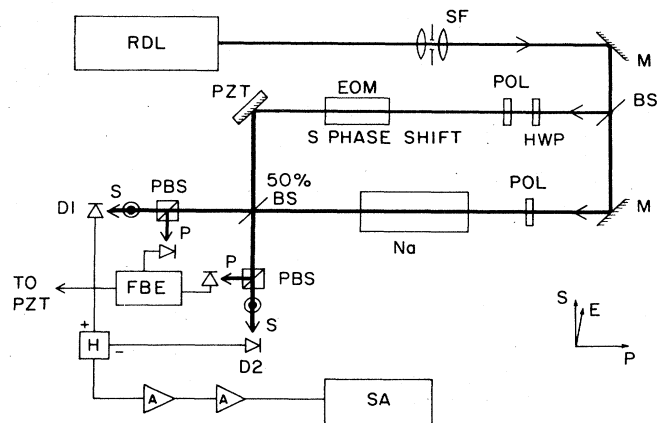 SF
RDL
M
PZT
EOM
POL
BS
S PHASE SHIFT
HWP
50%
BS
POL
S
PBS
D1
M
P
Na
TO
PZT
FBE
P
PBS
S
S
E
P
+
H
-
D2
A
A
SA